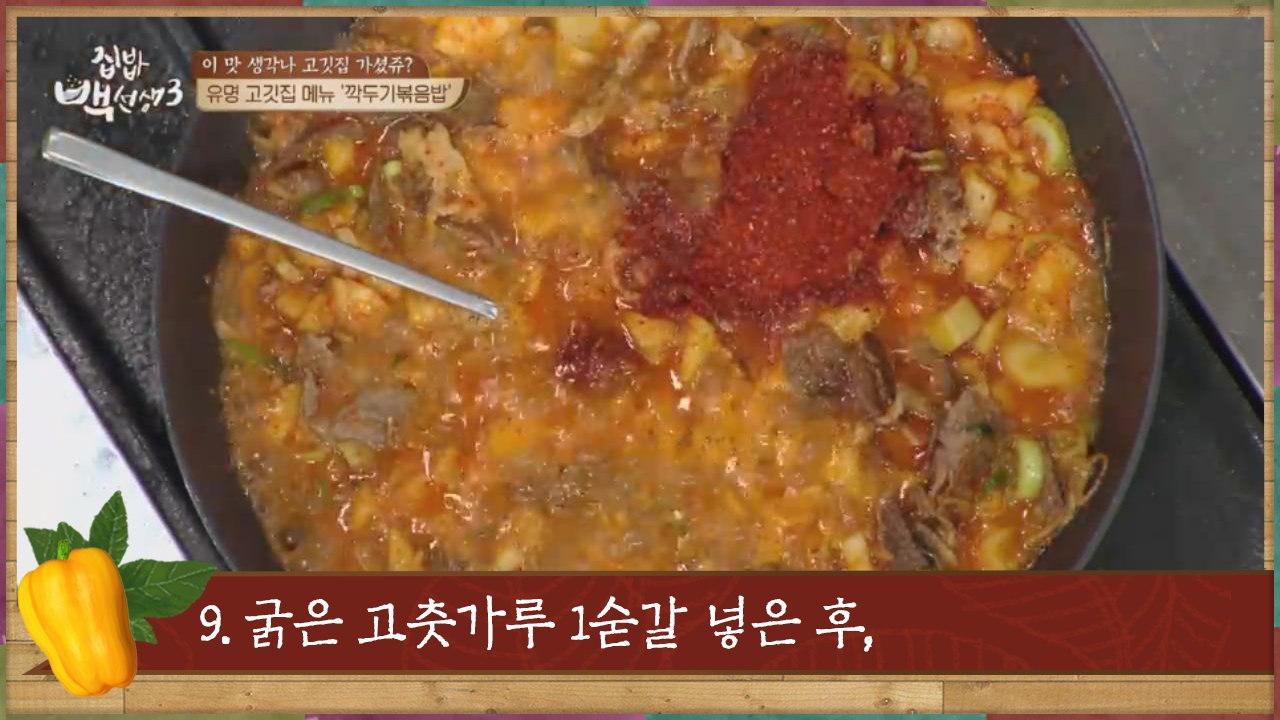 집밥
백선생3
이 맛 생각나 고깃집 가셨쥬?
유명 고깃집 메뉴 '깍두기볶음밥'
9. 굵은 고춧가루 1숟갈 넣은 후,